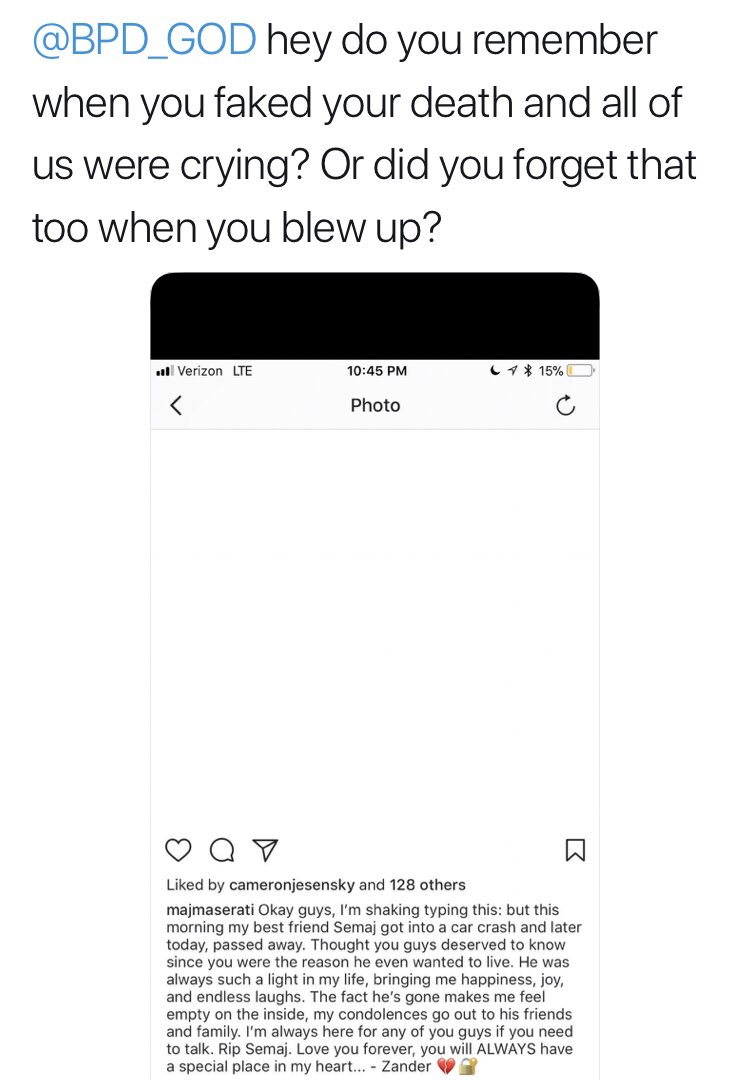 @BPD_GOD hey do you remember
when you faked your death and all of
us were crying? Or did you forget that
too when you blew up?
Verizon LTE 10:45 PM 15%
Photo
Liked by cameronjesensky and 128 others
majmaserati Okay guys, I'm shaking typing this: but this
morning my best friend Semaj got into a car crash and later
today, passed away. Thought you guys deserved to know
since you were the reason he even wanted to live. He was
always such a light in my life, bringing me happiness, joy,
and endless laughs. The fact he's gone makes me feel
empty on the inside, my condolences go out to his friends
and family. I'm always here for any of you guys if you need
to talk. Rip Semaj. Love you forever, you will ALWAYS have
a special place in my heart... - Zander 💔 🔐